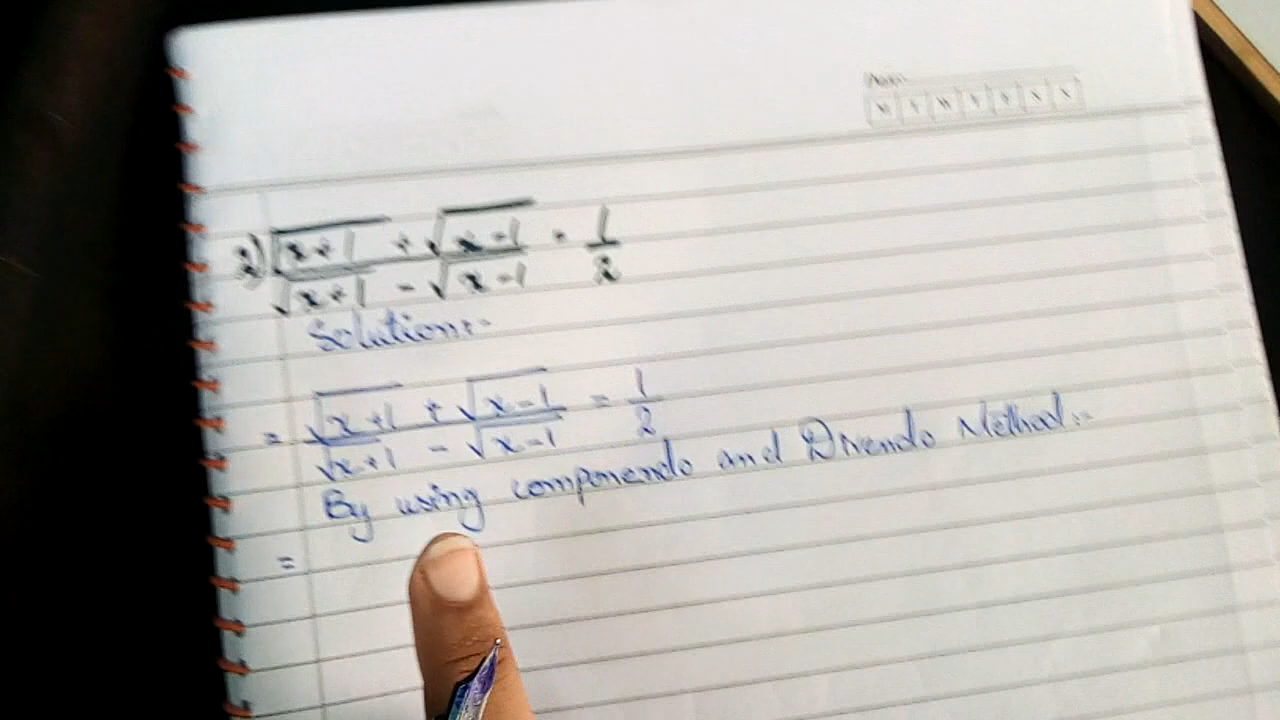 2) √x+1 + √x-1 / √x+1 - √x-1 = 1/2
Solution:-
= √x+1 + √x-1 / √x+1 - √x-1 = 1/2
By using componendo and Divendo Method:-
=